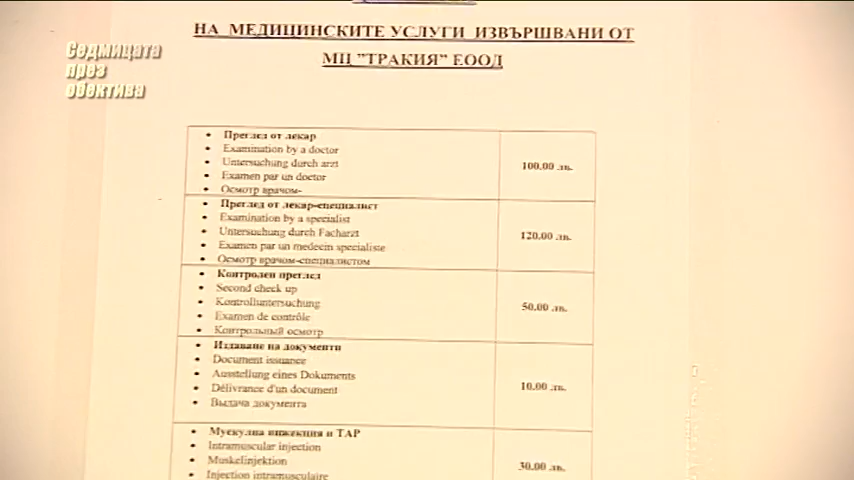 НА МЕДИЦИНСКИТЕ УСЛУГИ ИЗВЪРШВАНИ ОТ
МЦ "ТРАКИЯ" ЕООД
Седмицата
през
обектива
• Преглед от лекар
• Examination by a doctor
• Untersuchung durch arzt
• Examen par un doctor
• Осмотр врачом-
100.00 лв.
• Преглед от лекар-специалист
• Examination by a specialist
• Untersuchung durch Facharzt
• Examen par un medecin specialiste
• Осмотр врачом-специалистом
120.00 лв.
• Контролен преглед
• Second check up
• Kontrolluntersuchung
• Examen de contrôle
• Контрольный осмотр
50.00 лв.
• Издаване на документи
• Document issuance
• Ausstellung eines Dokuments
• Délivrance d'un document
• Выдача документа
10.00 лв.
• Мускулна инжекция и ТАР
• Intramuscular injection
• Muskelinjektion
• Injection intramusculaire
30.00 лв.